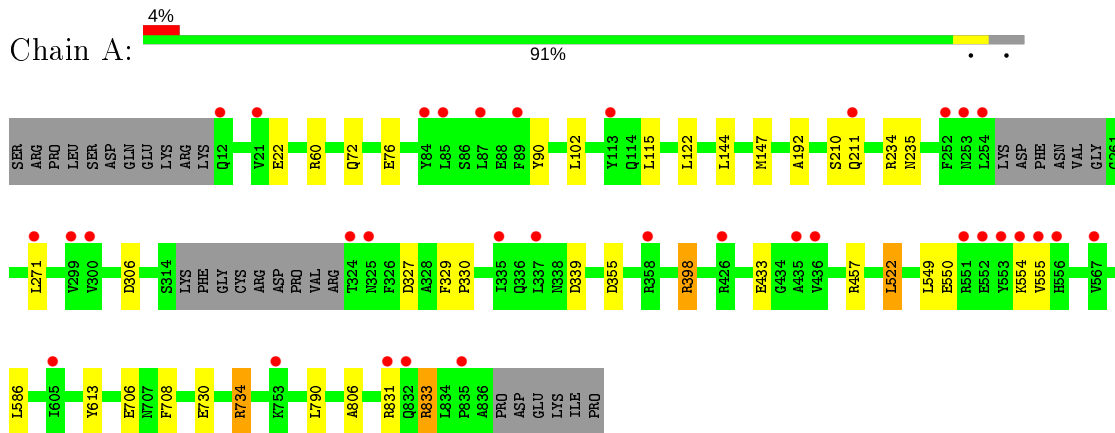 4%
Chain A:
91%
SER ARG PRO LEU SER ASP GLN GLU LYS ARG LYS Q12 V21 E22 R60 Q72 E76 Y84 L85 S86 L87 E88 F89 Y90 L102 Y113 Q114 L115 L122 L144 M147 A192 S210 Q211 R234 N235 F252 N253 L254 LYS ASP PHE ASN VAL GLY G261
L271 V299 V300 D306 S314 LYS PHE GLY CYS ARG ASP PRO VAL ARG T324 N325 F326 D327 A328 F329 P330 I335 Q336 L337 N338 D339 D355 R358 R398 R426 E433 G434 A435 V436 R457 L522 L549 E550 R551 E552 Y553 K554 V555 H556 V567
L586 I605 Y613 E706 N707 F708 E730 R734 K753 L790 A806 R831 Q832 R833 L834 P835 A836 PRO ASP GLU LYS ILE PRO